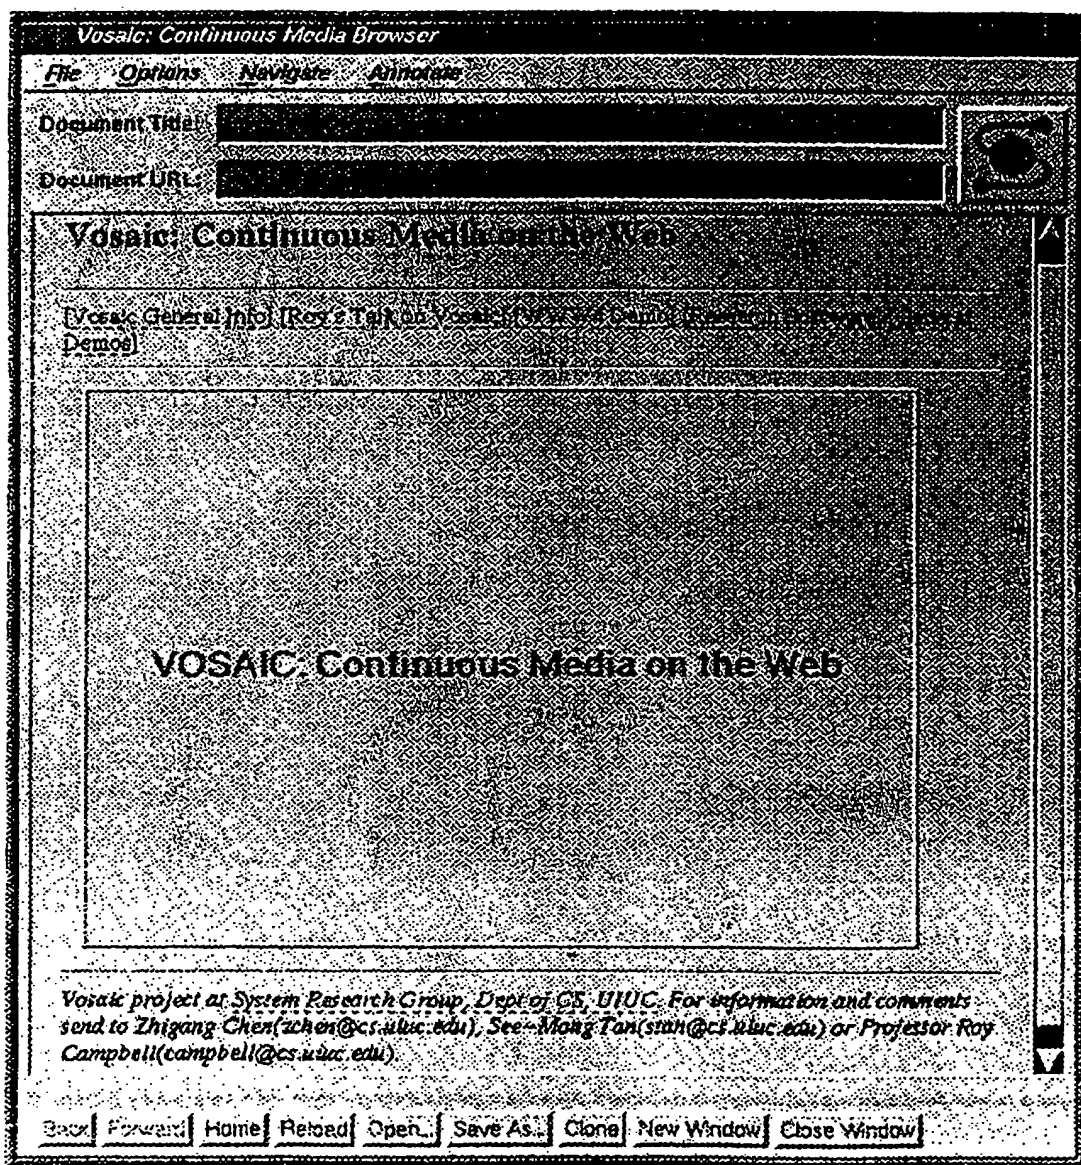 Vosaic: Continuous Media Browser
File Options Navigate Annotate
Document Title:
Document URL:
Vosaic: Continuous Media on the Web
[Vosaic General Info] [Roy's Talk on Vosaic] [WWW4 Demo] [Research
Demos]
VOSAIC: Continuous Media on the Web
Vosaic project at System Research Group, Dept of CS, UIUC. For information and comments
send to Zhigang Chen(zchen@cs.uiuc.edu), See-Mong Tan(stan@cs.uiuc.edu) or Professor Roy
Campbell(campbell@cs.uiuc.edu).
Back Forward Home Reload Open... Save As... Clone New Window Close Window